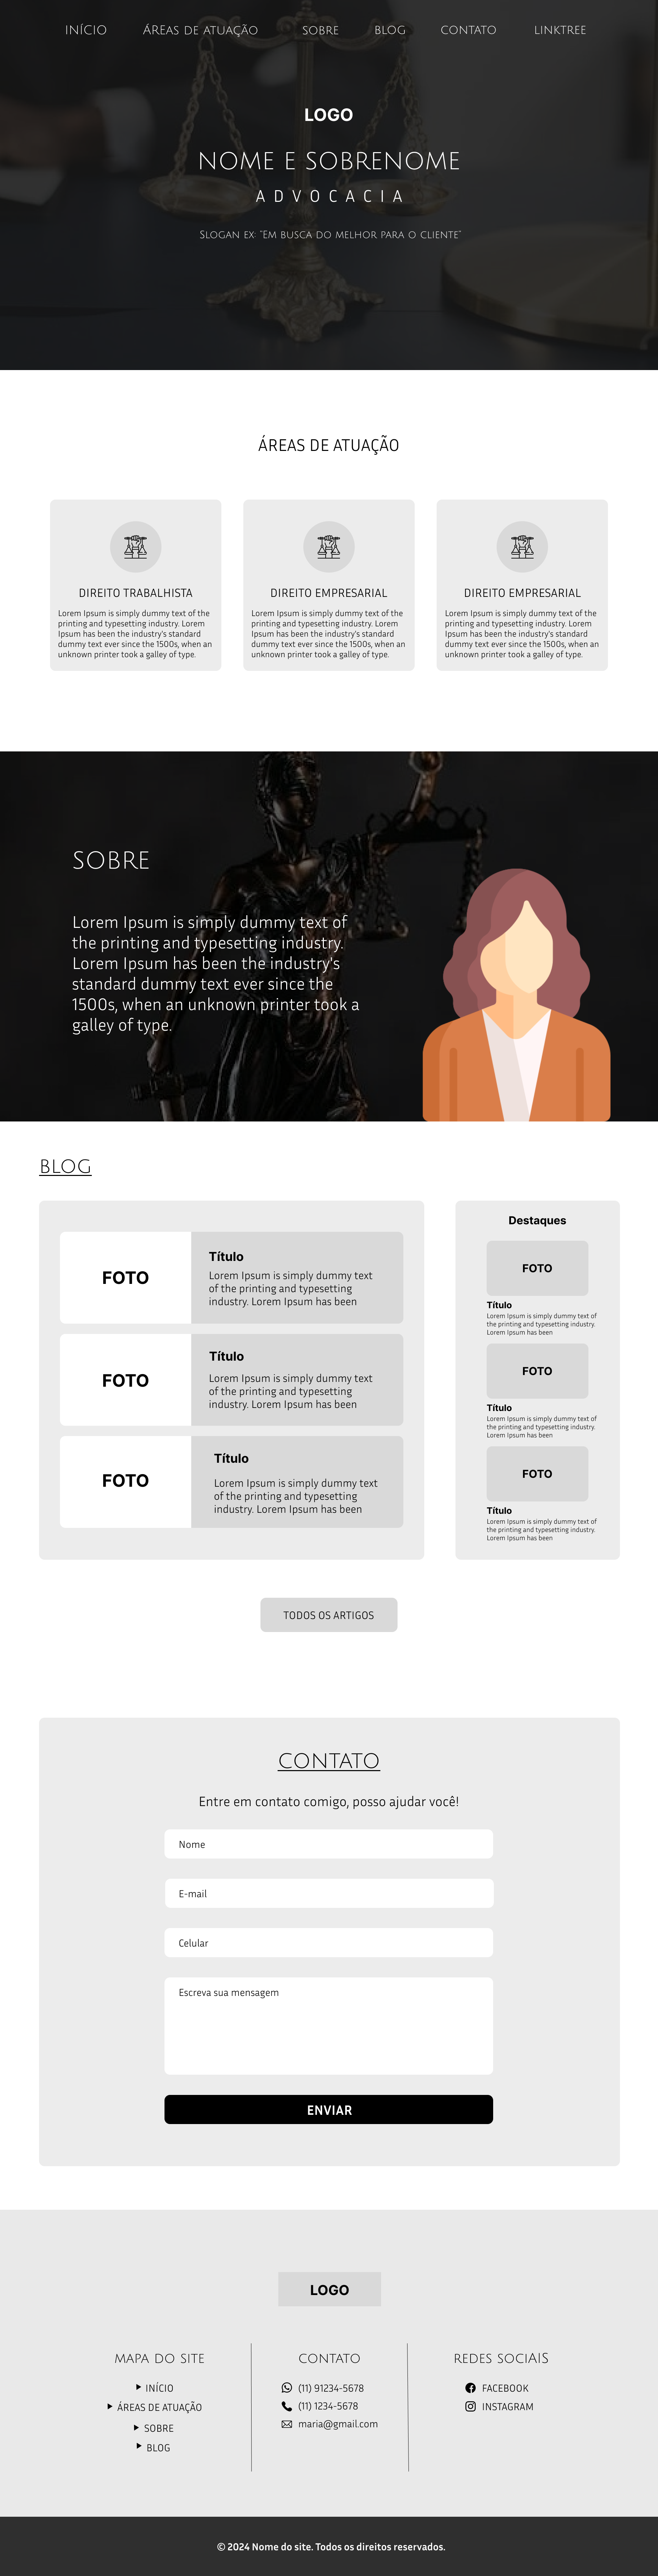 INÍCIO ÁREAS DE ATUAÇÃO SOBRE BLOG CONTATO LINKTREE
LOGO
NOME E SOBRENOME
ADVOCACIA
SLOGAN EX: "EM BUSCA DO MELHOR PARA O CLIENTE"
ÁREAS DE ATUAÇÃO
DIREITO TRABALHISTA
Lorem Ipsum is simply dummy text of the
printing and typesetting industry. Lorem
Ipsum has been the industry's standard
dummy text ever since the 1500s, when an
unknown printer took a galley of type.
DIREITO EMPRESARIAL
Lorem Ipsum is simply dummy text of the
printing and typesetting industry. Lorem
Ipsum has been the industry's standard
dummy text ever since the 1500s, when an
unknown printer took a galley of type.
DIREITO EMPRESARIAL
Lorem Ipsum is simply dummy text of the
printing and typesetting industry. Lorem
Ipsum has been the industry's standard
dummy text ever since the 1500s, when an
unknown printer took a galley of type.
SOBRE
Lorem Ipsum is simply dummy text of
the printing and typesetting industry.
Lorem Ipsum has been the industry's
standard dummy text ever since the
1500s, when an unknown printer took a
galley of type.
BLOG
FOTO
Título
Lorem Ipsum is simply dummy text
of the printing and typesetting
industry. Lorem Ipsum has been
FOTO
Título
Lorem Ipsum is simply dummy text
of the printing and typesetting
industry. Lorem Ipsum has been
FOTO
Título
Lorem Ipsum is simply dummy text
of the printing and typesetting
industry. Lorem Ipsum has been
Destaques
FOTO
Título
Lorem Ipsum is simply dummy text of
the printing and typesetting industry.
Lorem Ipsum has been
FOTO
Título
Lorem Ipsum is simply dummy text of
the printing and typesetting industry.
Lorem Ipsum has been
FOTO
Título
Lorem Ipsum is simply dummy text of
the printing and typesetting industry.
Lorem Ipsum has been
TODOS OS ARTIGOS
CONTATO
Entre em contato comigo, posso ajudar você!
Nome
E-mail
Celular
Escreva sua mensagem
ENVIAR
LOGO
MAPA DO SITE
INÍCIO
ÁREAS DE ATUAÇÃO
SOBRE
BLOG
CONTATO
(11) 91234-5678
(11) 1234-5678
maria@gmail.com
REDES SOCIAIS
FACEBOOK
INSTAGRAM
© 2024 Nome do site. Todos os direitos reservados.